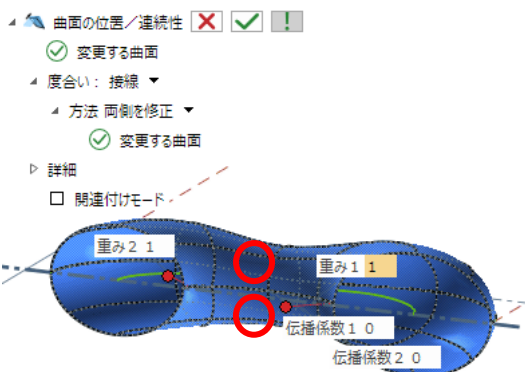 曲面の位置／連続性
変更する曲面
度合い： 接線
方法 両側を修正
変更する曲面
詳細
関連付けモード
重み２ 1
重み１ 1
伝播係数１ 0
伝播係数２ 0